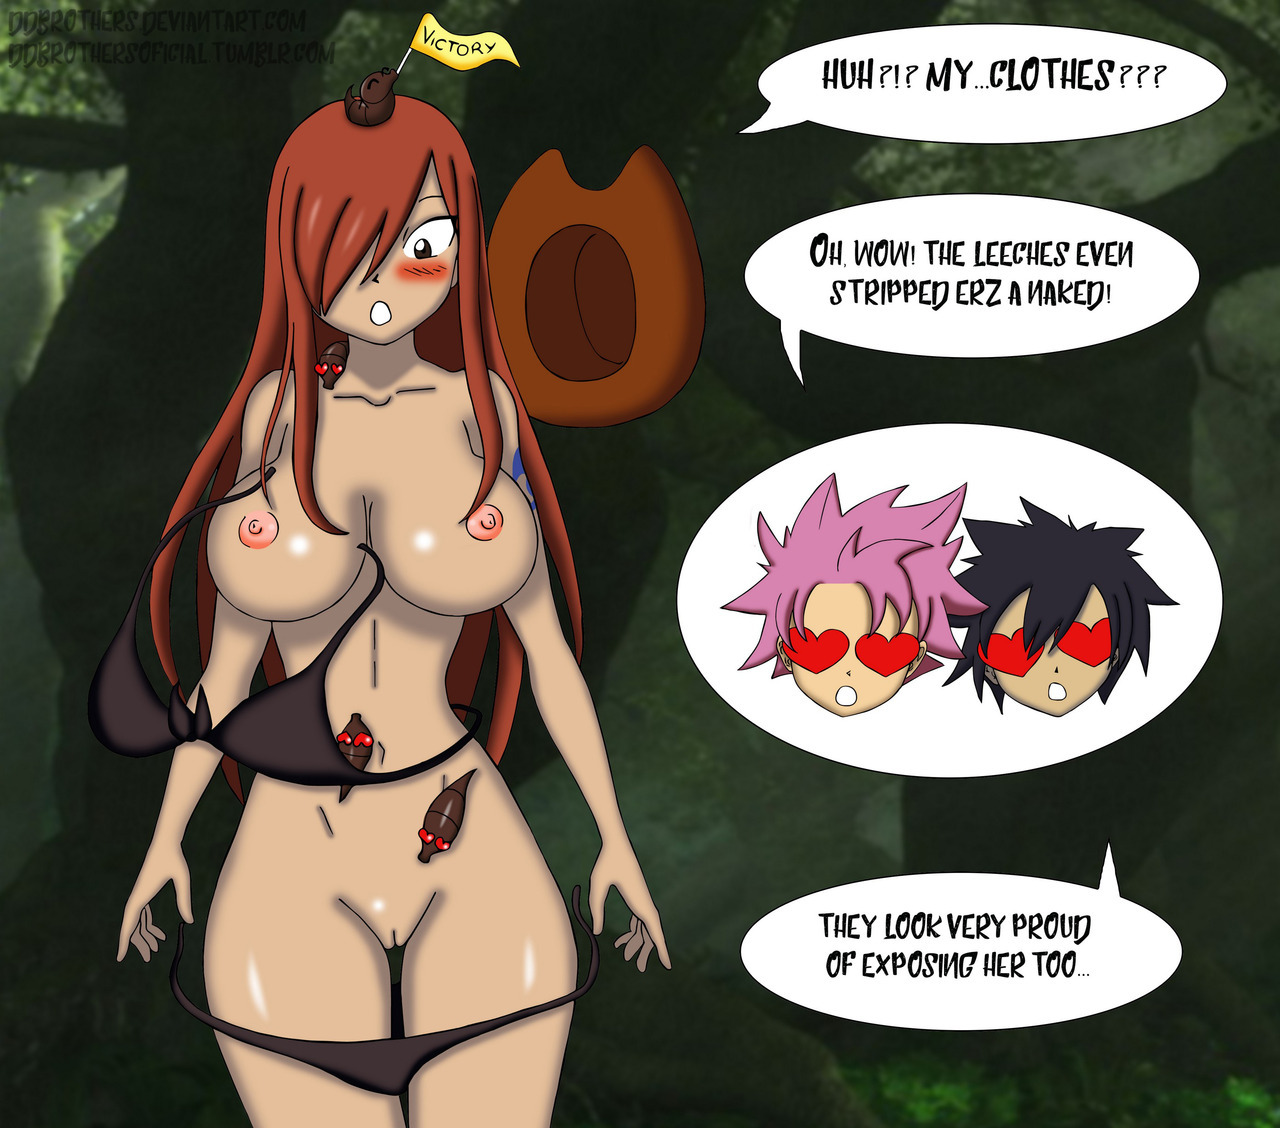 DDBROTHERS.DEVIANTART.COM
DDBROTHERSOFICIAL.TUMBLR.COM
VICTORY
HUH?!? MY...CLOTHES???
OH, WOW! THE LEECHES EVEN
STRIPPED ERZA NAKED!
THEY LOOK VERY PROUD
OF EXPOSING HER TOO...